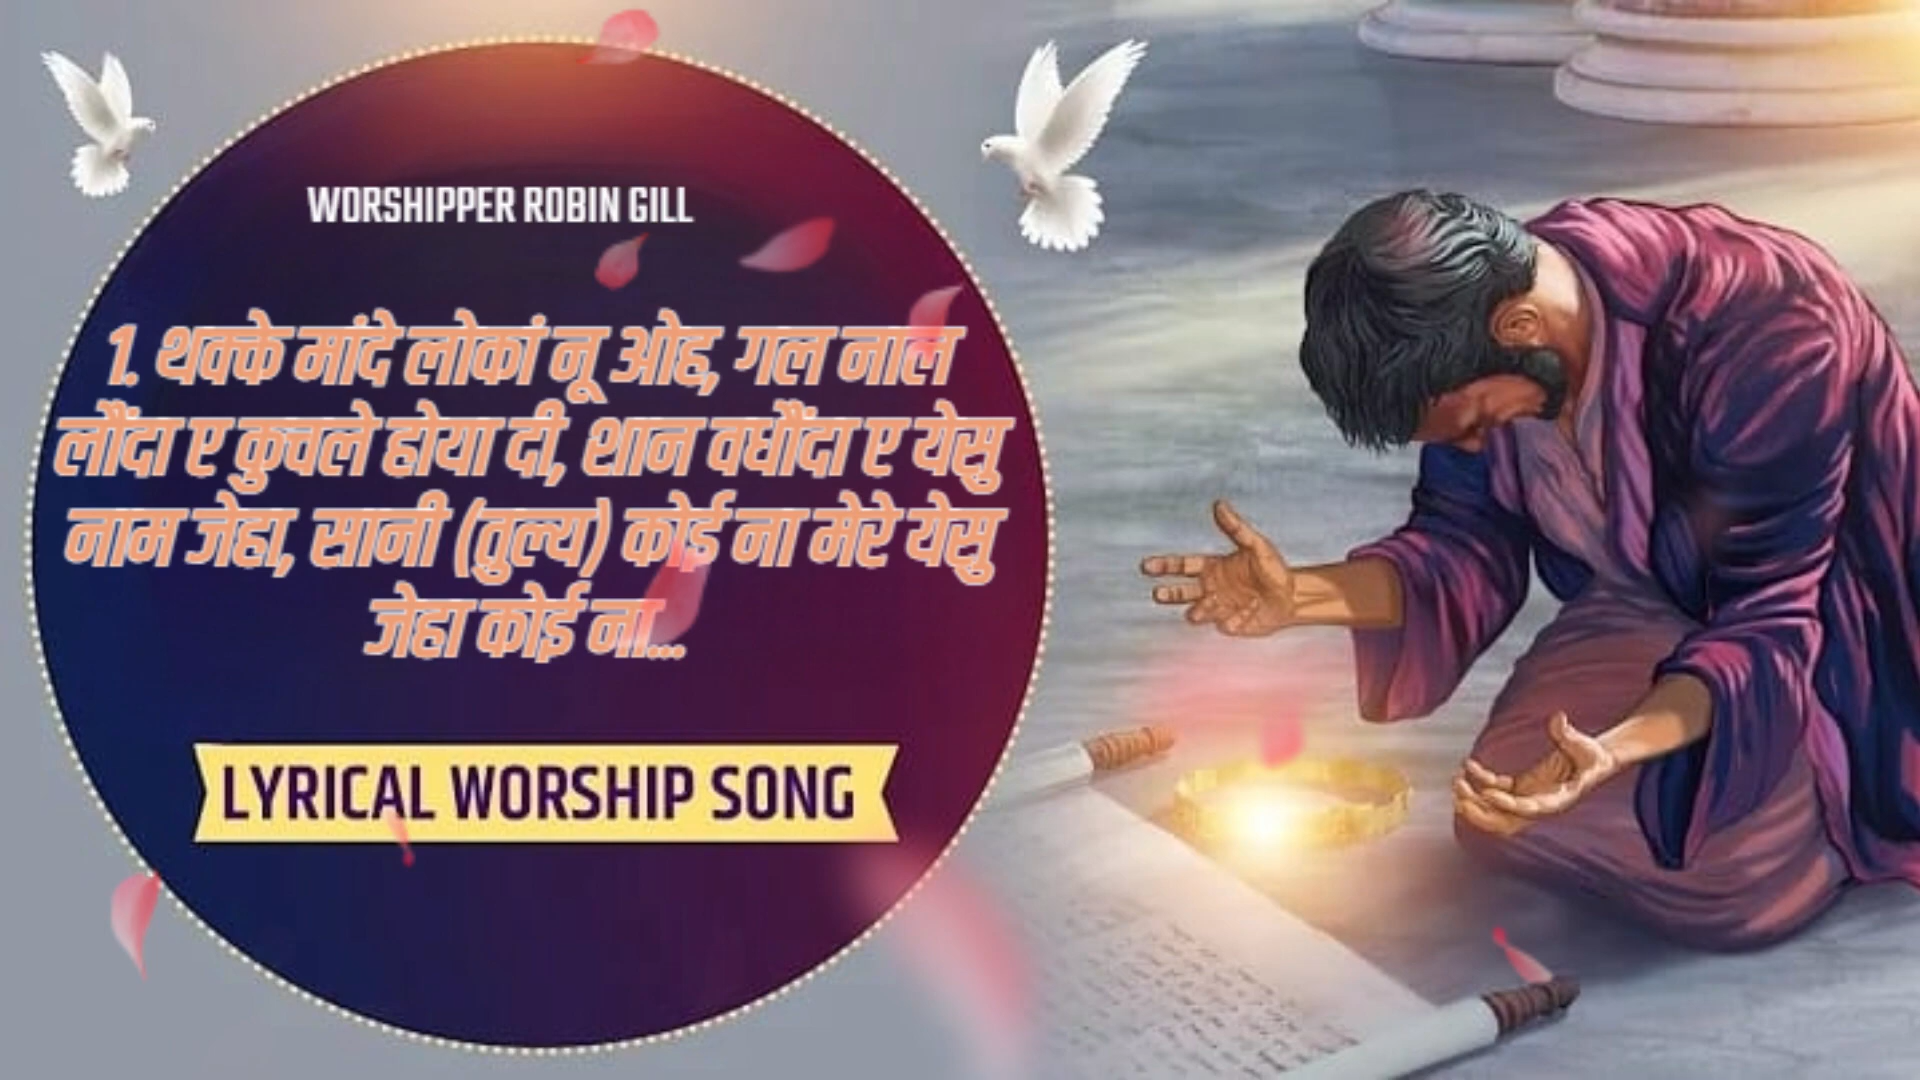 WORSHIPPER ROBIN GILL
1. थक्के मांदे लोकां नू ओह, गल नाल
लौंदा ए कुचले होया दी, शान वधौंदा ए येसु
नाम जेहा, सानी (तुल्य) कोई ना मेरे येसु
जेहा कोई ना...
LYRICAL WORSHIP SONG